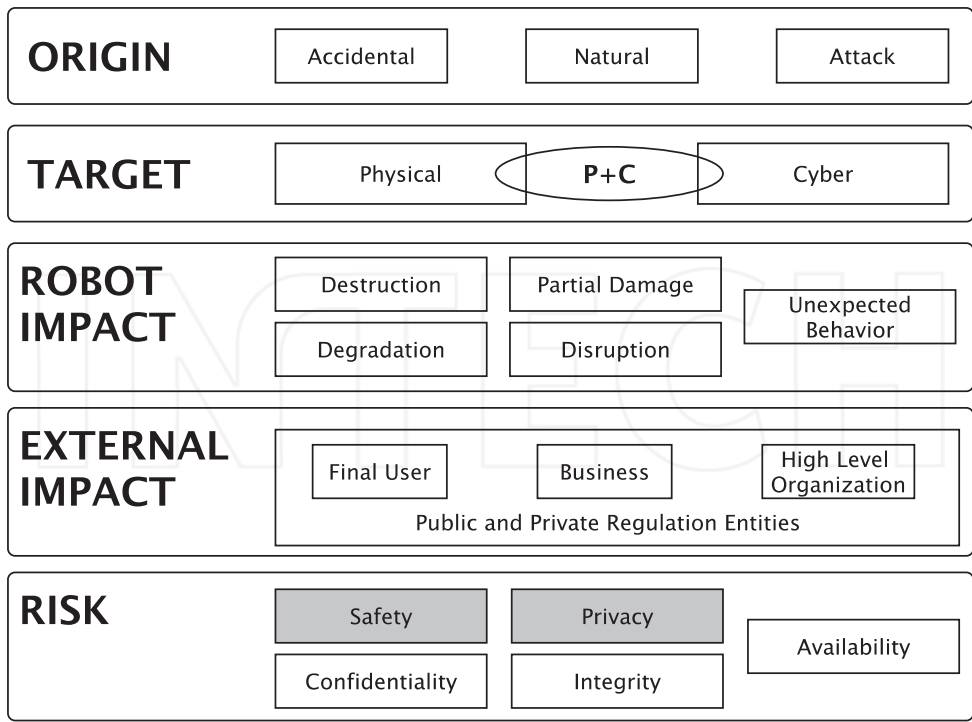 ORIGIN
Accidental
Natural
Attack
TARGET
Physical
P+C
Cyber
ROBOT
IMPACT
Destruction
Partial Damage
Unexpected
Behavior
Degradation
Disruption
EXTERNAL
IMPACT
Final User
Business
High Level
Organization
Public and Private Regulation Entities
RISK
Safety
Privacy
Availability
Confidentiality
Integrity
INTECH